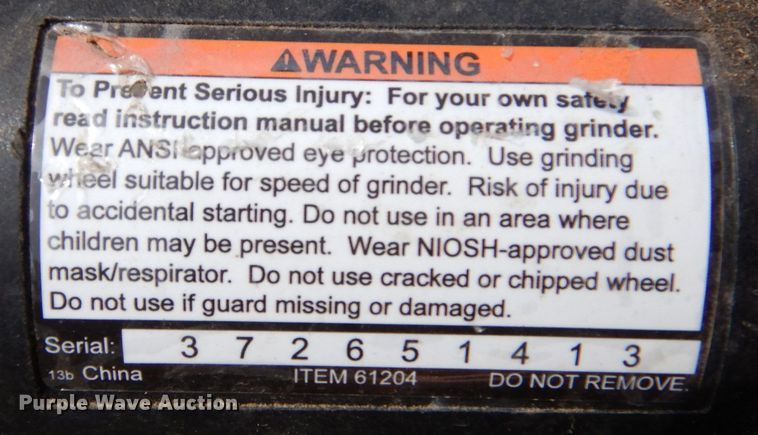 ⚠WARNING
To Prevent Serious Injury: For your own safety
read instruction manual before operating grinder.
Wear ANSI-approved eye protection. Use grinding
wheel suitable for speed of grinder. Risk of injury due
to accidental starting. Do not use in an area where
children may be present. Wear NIOSH-approved dust
mask/respirator. Do not use cracked or chipped wheel.
Do not use if guard missing or damaged.
Serial: 3 7 2 6 5 1 4 1 3
13b China ITEM 61204 DO NOT REMOVE.
Purple Wave Auction